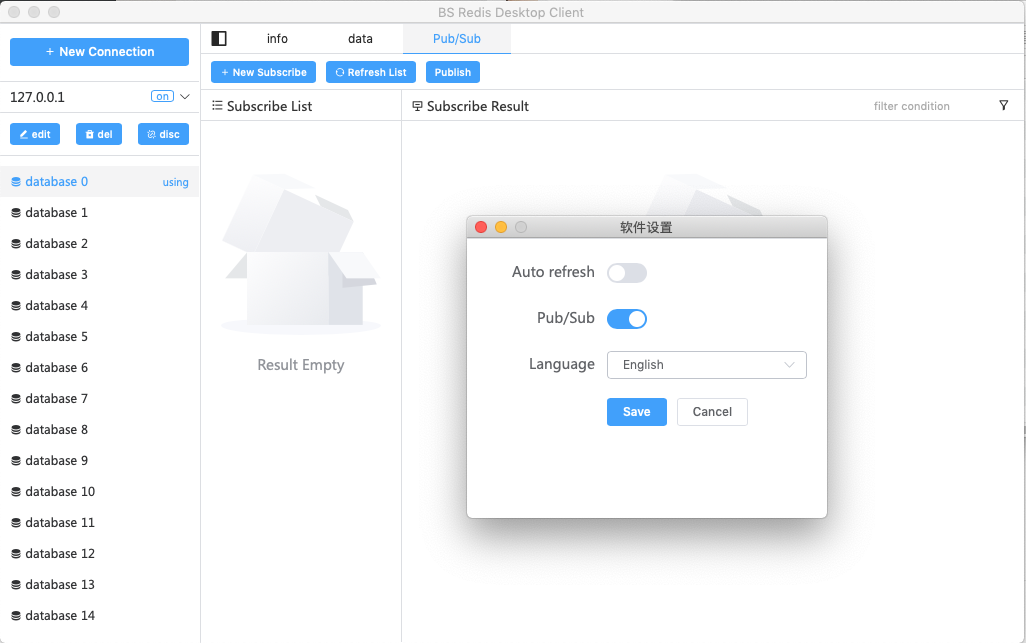 BS Redis Desktop Client
+ New Connection
127.0.0.1
on
edit
del
disc
database 0
using
database 1
database 2
database 3
database 4
database 5
database 6
database 7
database 8
database 9
database 10
database 11
database 12
database 13
database 14
info
data
Pub/Sub
+ New Subscribe
Refresh List
Publish
Subscribe List
Subscribe Result
filter condition
Result Empty
软件设置
Auto refresh
Pub/Sub
Language
English
Save
Cancel